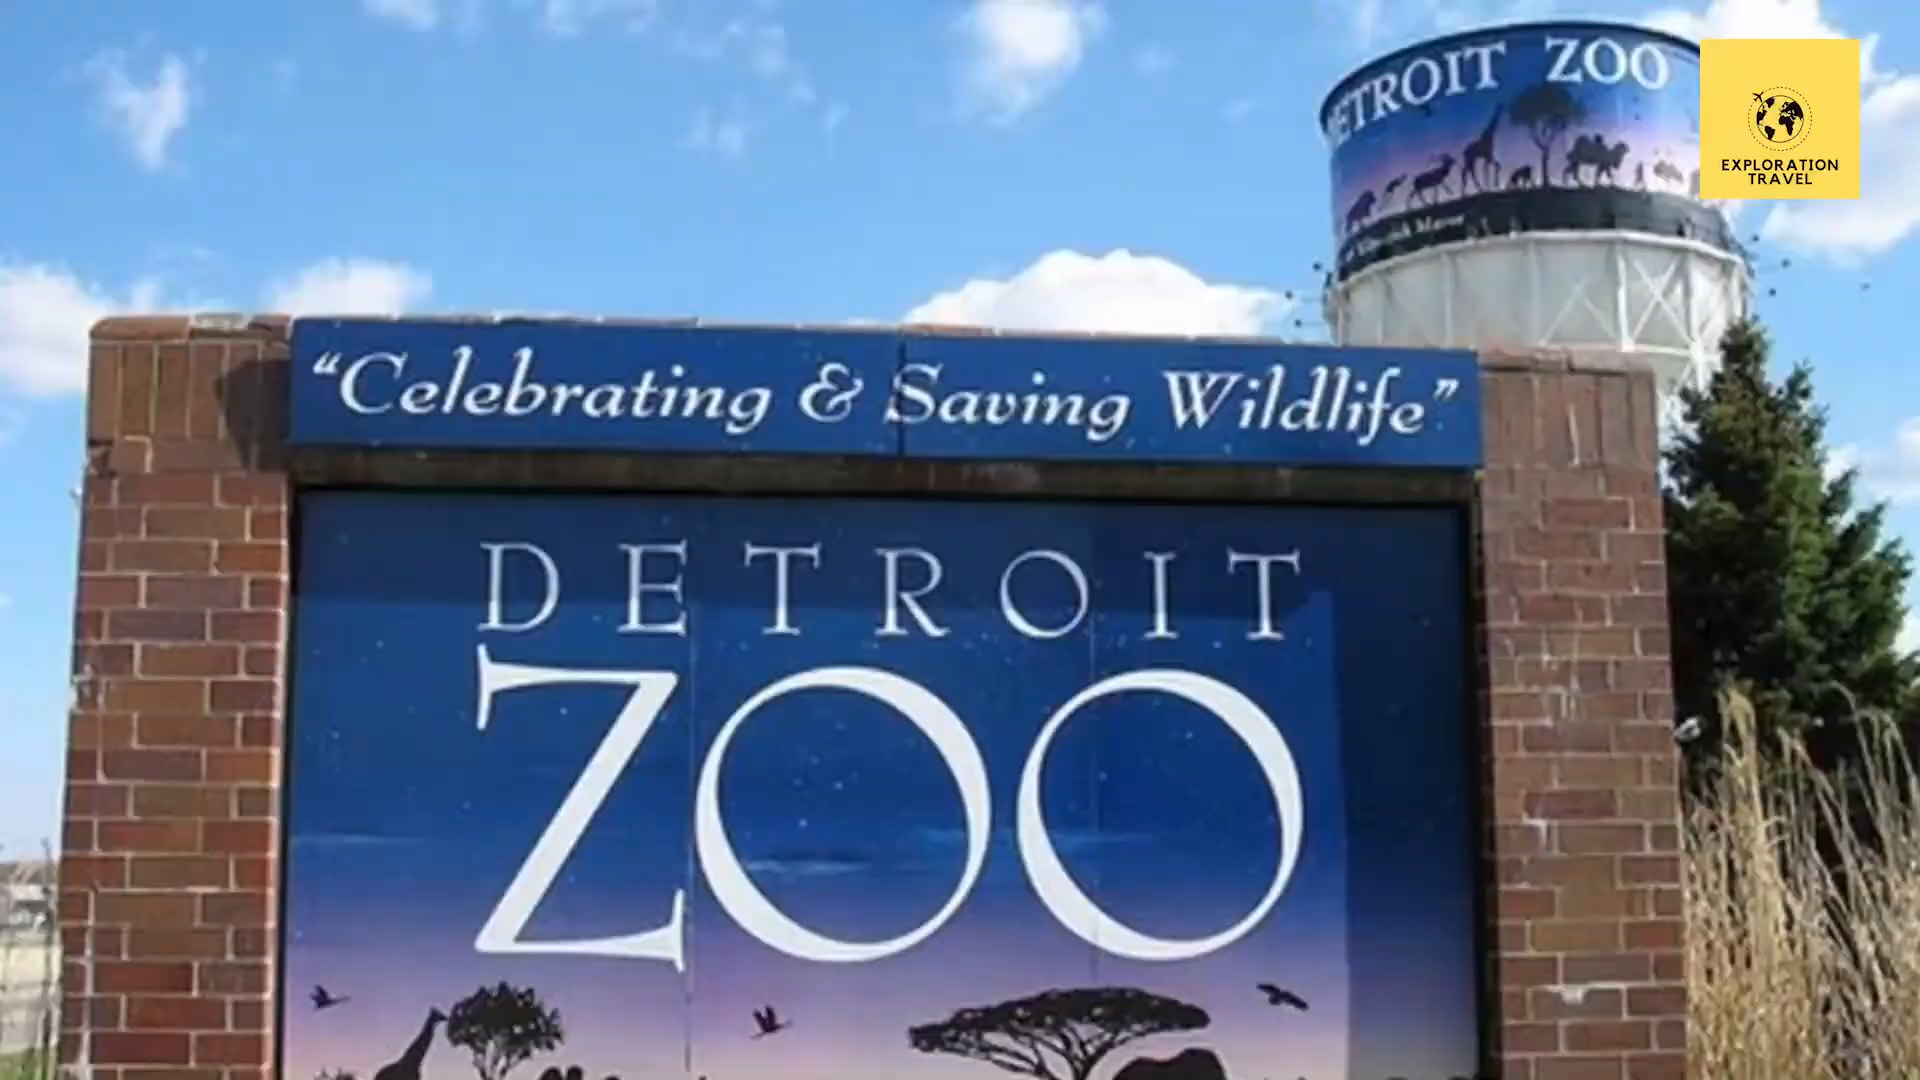 DETROIT ZOO
EXPLORATION
TRAVEL
“Celebrating & Saving Wildlife”
DETROIT
ZOO